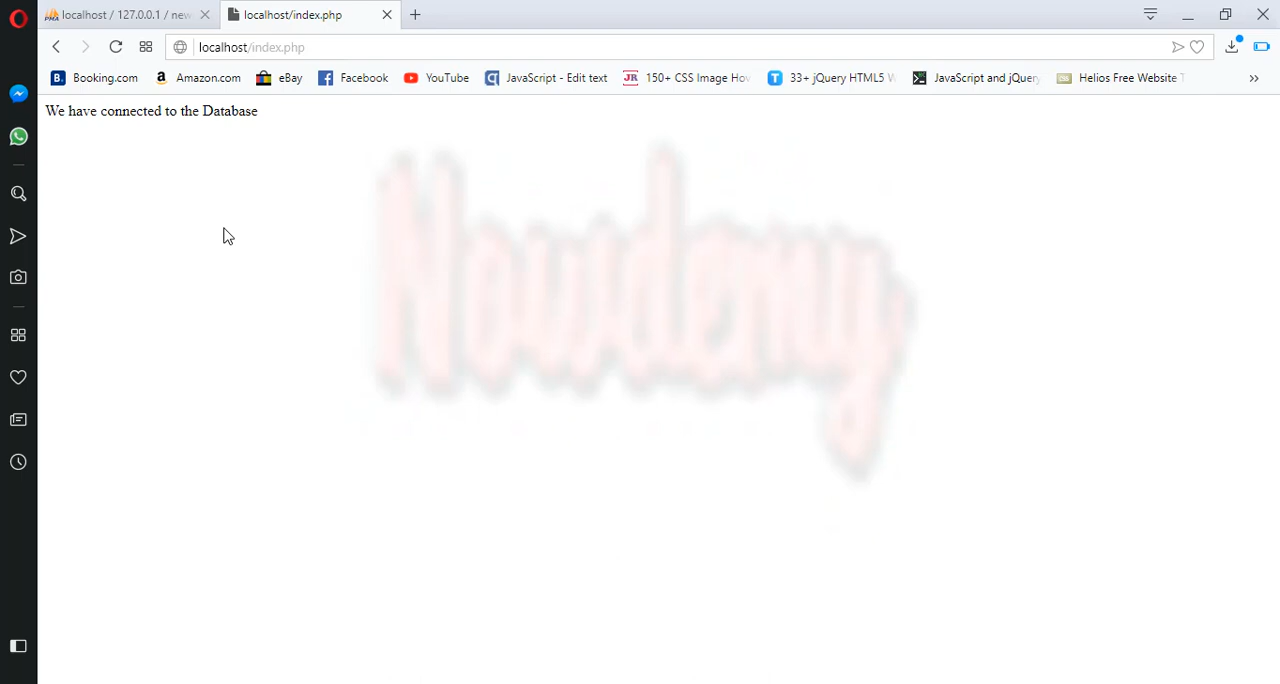 localhost / 127.0.0.1 / new
localhost/index.php
localhost/index.php
Booking.com
Amazon.com
eBay
Facebook
YouTube
JavaScript - Edit text
150+ CSS Image Hov
33+ jQuery HTML5 W
JavaScript and jQuery
Helios Free Website T
We have connected to the Database
Nowdemy